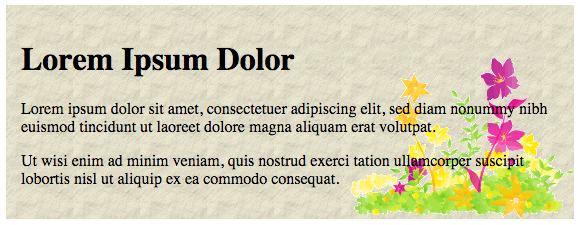 Lorem Ipsum Dolor
Lorem ipsum dolor sit amet, consectetuer adipiscing elit, sed diam nonummy nibh
euismod tincidunt ut laoreet dolore magna aliquam erat volutpat.
Ut wisi enim ad minim veniam, quis nostrud exerci tation ullamcorper suscipit
lobortis nisl ut aliquip ex ea commodo consequat.